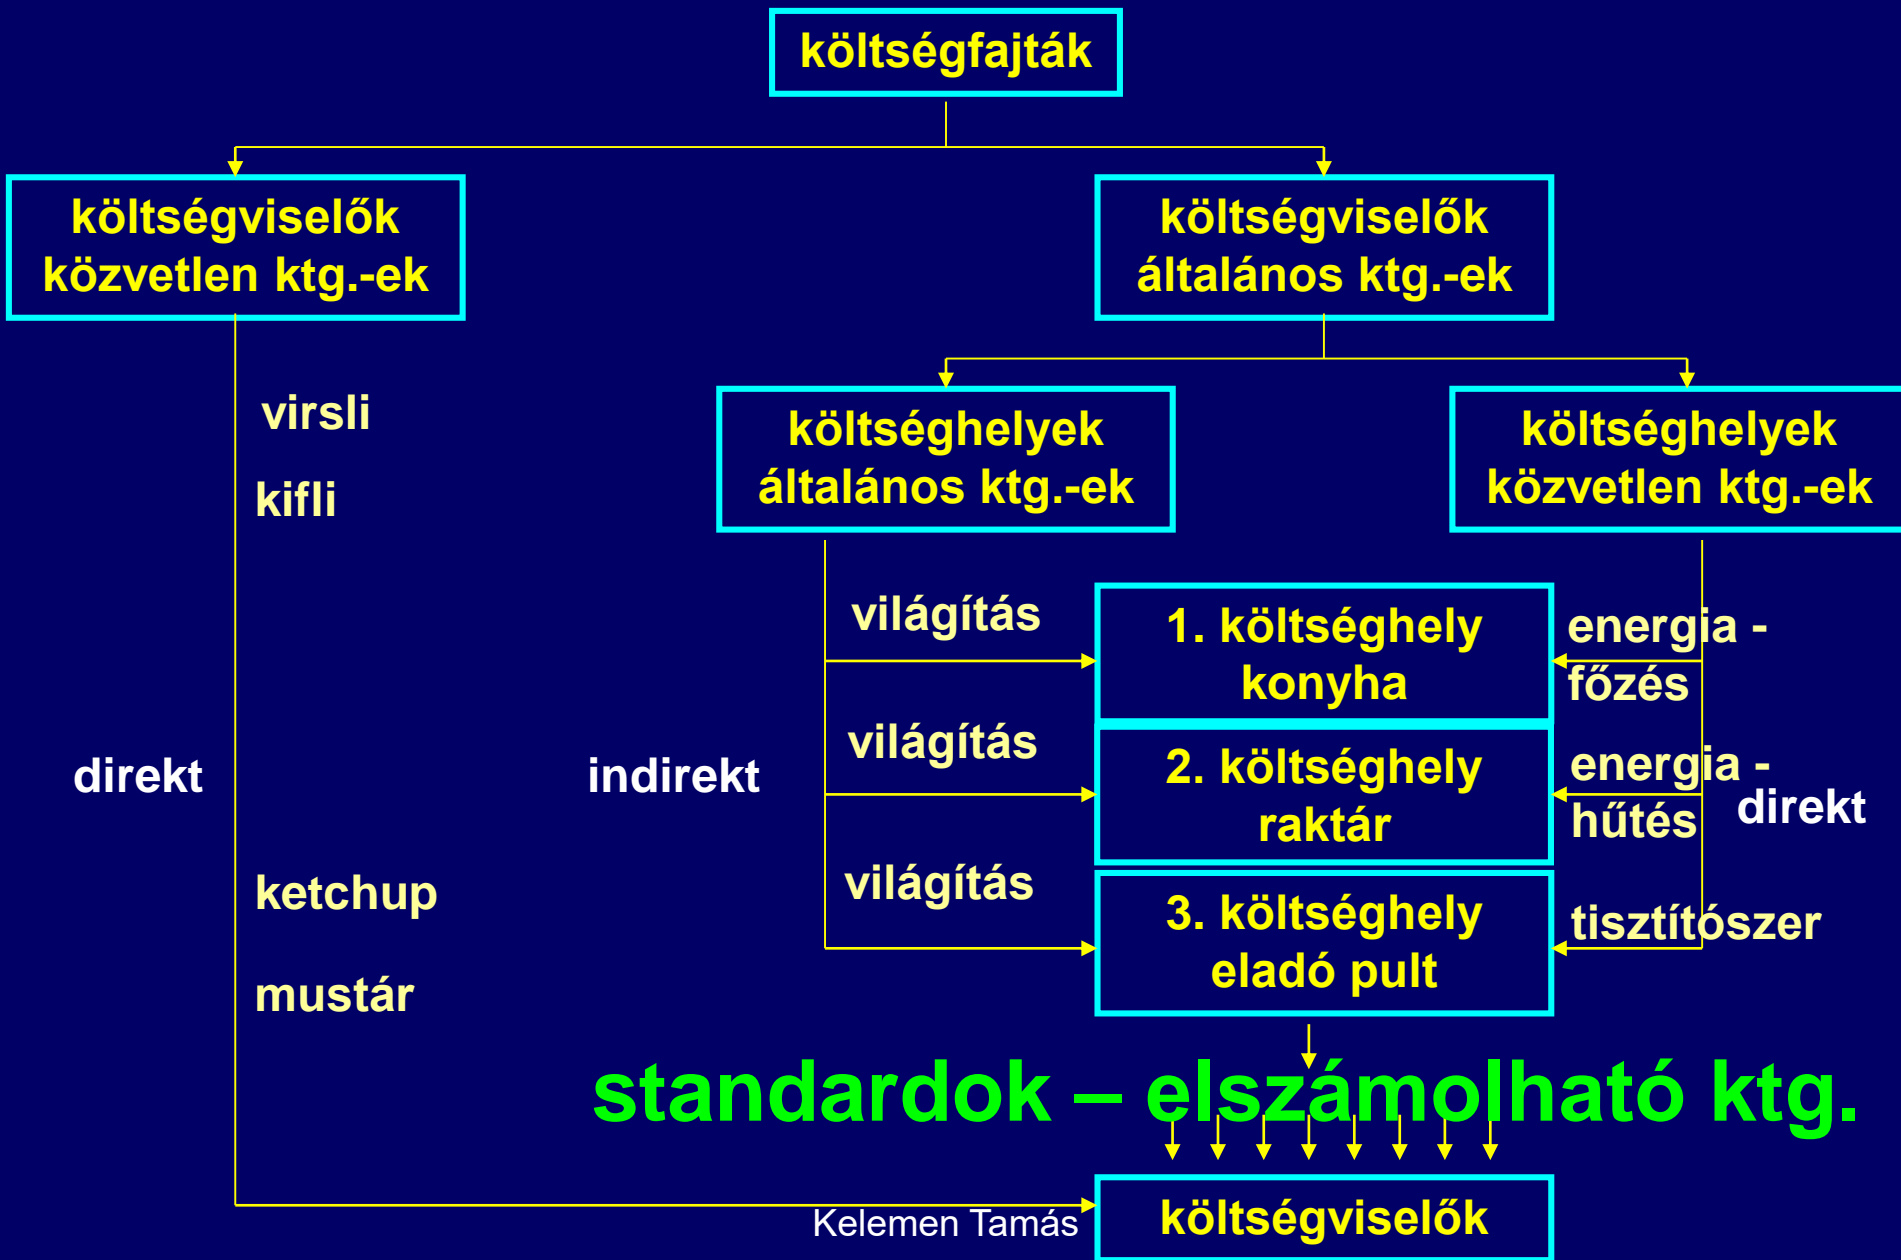 költségfajták
költségviselők
közvetlen ktg.-ek
költségviselők
általános ktg.-ek
virsli
kifli
költséghelyek
általános ktg.-ek
költséghelyek
közvetlen ktg.-ek
világítás
1. költséghely
konyha
energia -
főzés
direkt
indirekt
világítás
2. költséghely
raktár
energia -
hűtés
direkt
ketchup
mustár
világítás
3. költséghely
eladó pult
tisztítószer
standardok – elszámolható ktg.
Kelemen Tamás
költségviselők